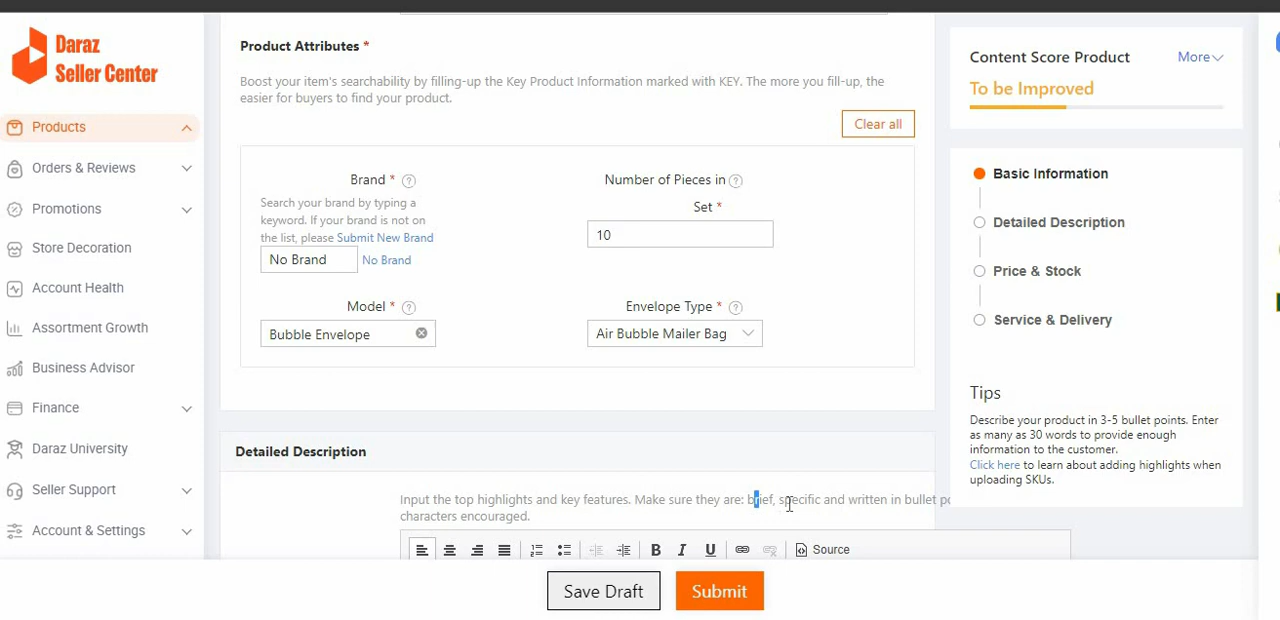 Daraz
Seller Center
Products
Orders & Reviews
Promotions
Store Decoration
Account Health
Assortment Growth
Business Advisor
Finance
Daraz University
Seller Support
Account & Settings
Product Attributes *
Boost your item's searchability by filling-up the Key Product Information marked with KEY. The more you fill-up, the
easier for buyers to find your product.
Clear all
Brand * ?
Search your brand by typing a
keyword. If your brand is not on
the list, please Submit New Brand
No Brand No Brand
Number of Pieces in ?
Set *
10
Model * ?
Bubble Envelope
Envelope Type * ?
Air Bubble Mailer Bag
Detailed Description
Input the top highlights and key features. Make sure they are: brief, specific and written in bullet po
characters encouraged.
B I U Source
Save Draft
Submit
Content Score Product
More
To be Improved
Basic Information
Detailed Description
Price & Stock
Service & Delivery
Tips
Describe your product in 3-5 bullet points. Enter
as many as 30 words to provide enough
information to the customer.
Click here to learn about adding highlights when
uploading SKUs.